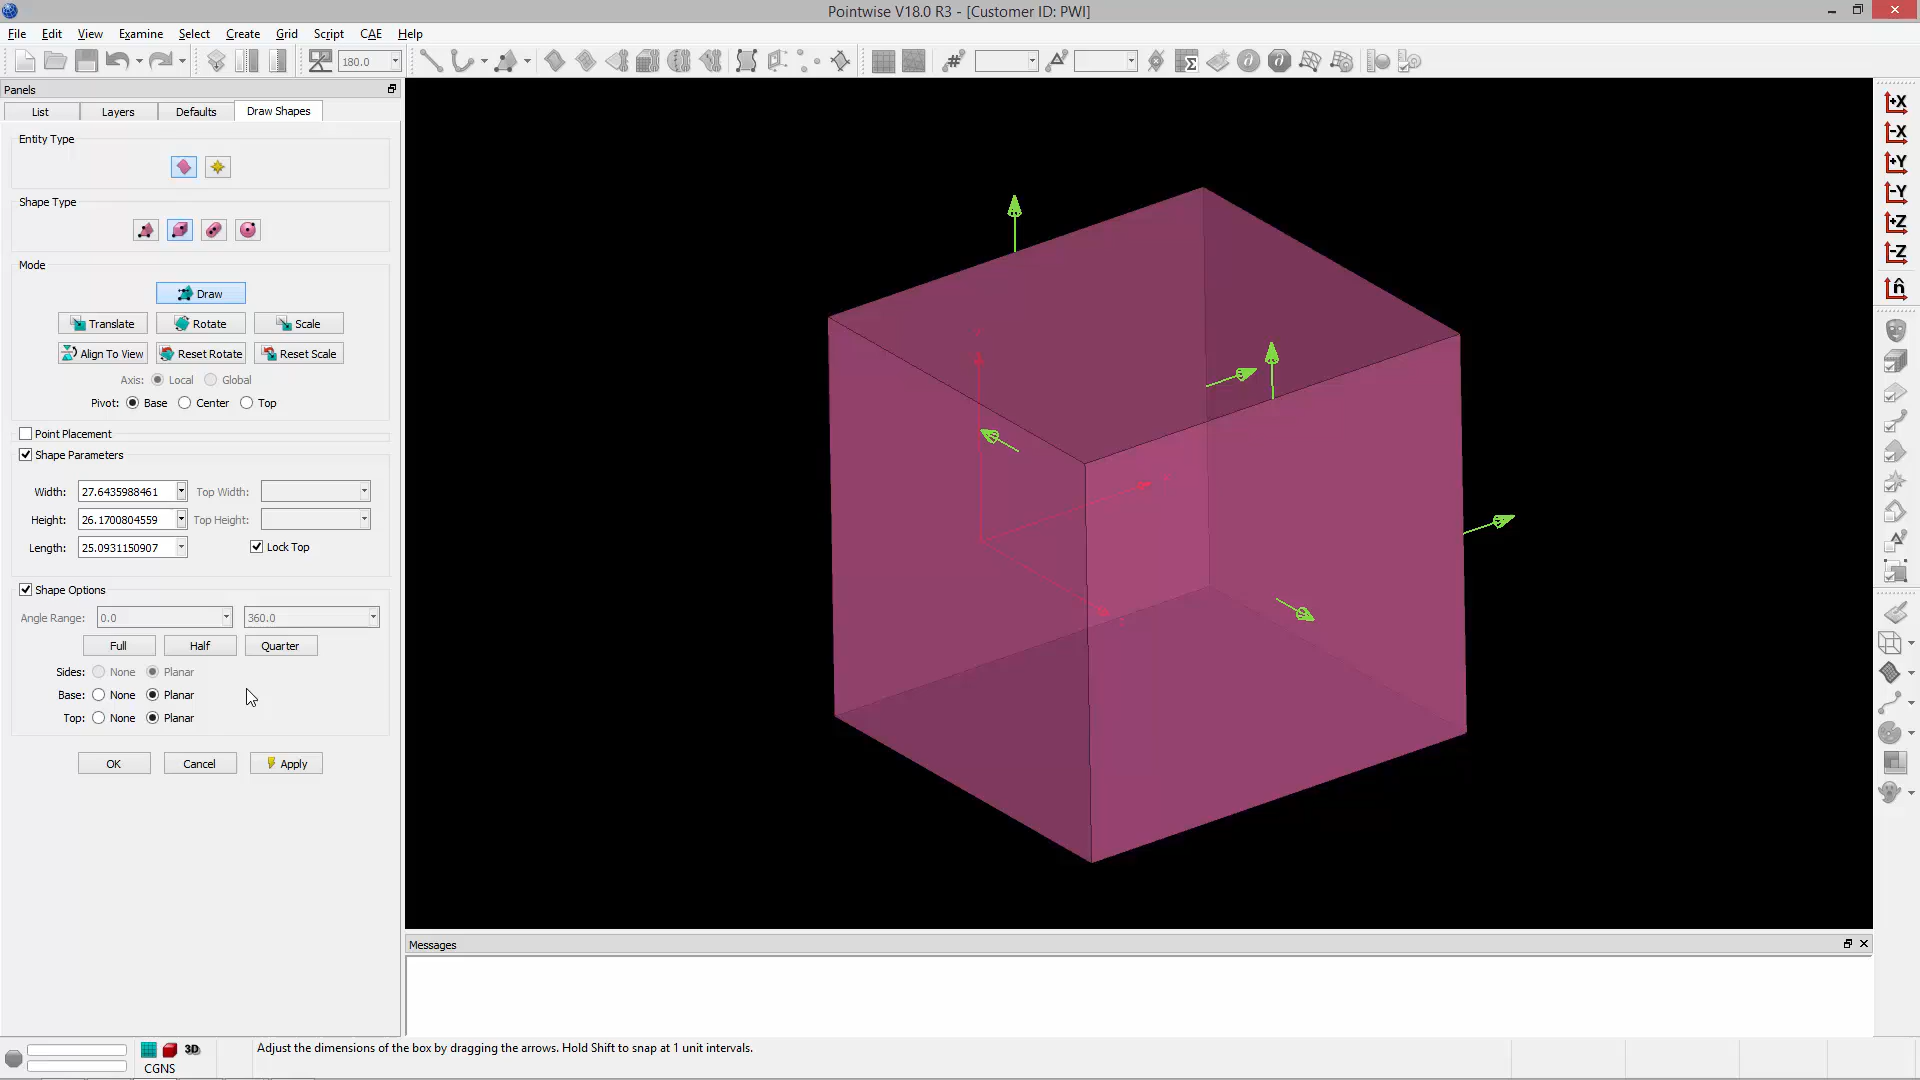 Pointwise V18.0 R3 - [Customer ID: PWI]
File Edit View Examine Select Create Grid Script CAE Help
180.0
Panels
List Layers Defaults Draw Shapes
Entity Type
Shape Type
Mode
Draw
Translate Rotate Scale
Align To View Reset Rotate Reset Scale
Axis: Local Global
Pivot: Base Center Top
Point Placement
Shape Parameters
Width: 27.6435988461 Top Width:
Height: 26.1700804559 Top Height:
Length: 25.0931150907 Lock Top
Shape Options
Angle Range: 0.0 360.0
Full Half Quarter
Sides: None Planar
Base: None Planar
Top: None Planar
OK Cancel Apply
+X
-X
+Y
-Y
+Z
-Z
n̂
Messages
3D
CGNS
Adjust the dimensions of the box by dragging the arrows. Hold Shift to snap at 1 unit intervals.